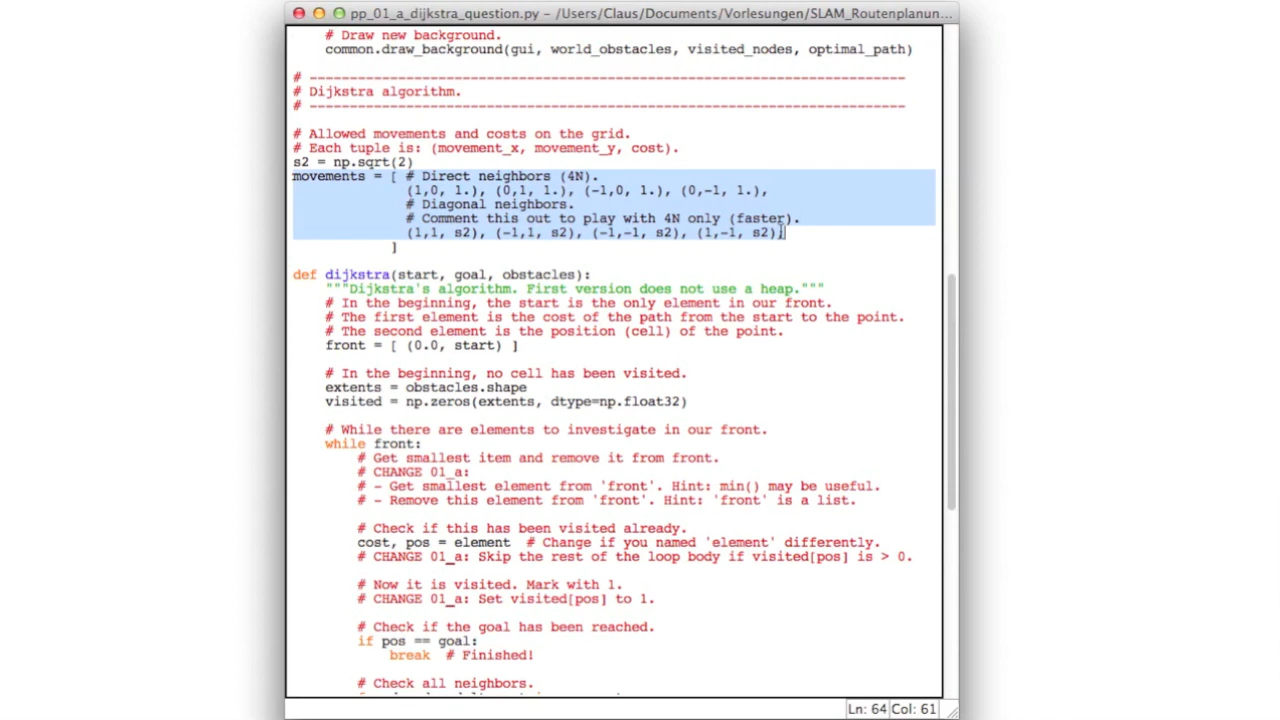 pp_01_a_dijkstra_question.py – /Users/Claus/Documents/Vorlesungen/SLAM_Routenplanun...
# Draw new background.
common.draw_background(gui, world_obstacles, visited_nodes, optimal_path)
# --------------------------------------------------------------------------
# Dijkstra algorithm.
# --------------------------------------------------------------------------
# Allowed movements and costs on the grid.
# Each tuple is: (movement_x, movement_y, cost).
s2 = np.sqrt(2)
movements = [ # Direct neighbors (4N).
(1,0, 1.), (0,1, 1.), (-1,0, 1.), (0,-1, 1.),
# Diagonal neighbors.
# Comment this out to play with 4N only (faster).
(1,1, s2), (-1,1, s2), (-1,-1, s2), (1,-1, s2),
]
def dijkstra(start, goal, obstacles):
"""Dijkstra's algorithm. First version does not use a heap."""
# In the beginning, the start is the only element in our front.
# The first element is the cost of the path from the start to the point.
# The second element is the position (cell) of the point.
front = [ (0.0, start) ]
# In the beginning, no cell has been visited.
extents = obstacles.shape
visited = np.zeros(extents, dtype=np.float32)
# While there are elements to investigate in our front.
while front:
# Get smallest item and remove it from front.
# CHANGE 01_a:
# - Get smallest element from 'front'. Hint: min() may be useful.
# - Remove this element from 'front'. Hint: 'front' is a list.
# Check if this has been visited already.
cost, pos = element  # Change if you named 'element' differently.
# CHANGE 01_a: Skip the rest of the loop body if visited[pos] is > 0.
# Now it is visited. Mark with 1.
# CHANGE 01_a: Set visited[pos] to 1.
# Check if the goal has been reached.
if pos == goal:
break  # Finished!
# Check all neighbors.
Ln: 64 Col: 61